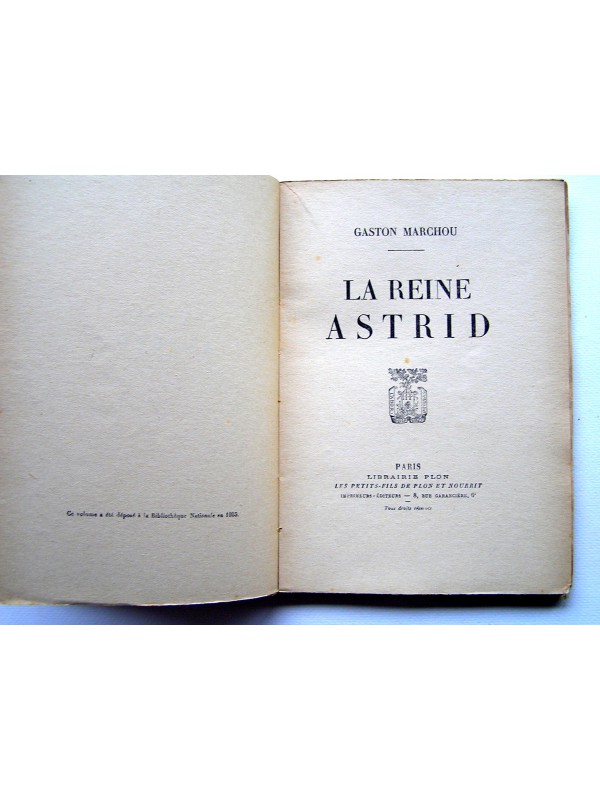 Ce volume a été déposé à la Bibliothèque Nationale en
GASTON MARCHOU
LA REINE
ASTRID
PARIS
LIBRAIRIE PLON
LES PETITS-FILS DE PLON ET NOURRIT
IMPRIMEURS-ÉDITEURS — 8, RUE GARANCIÈRE, 6e
Tous droits réservés